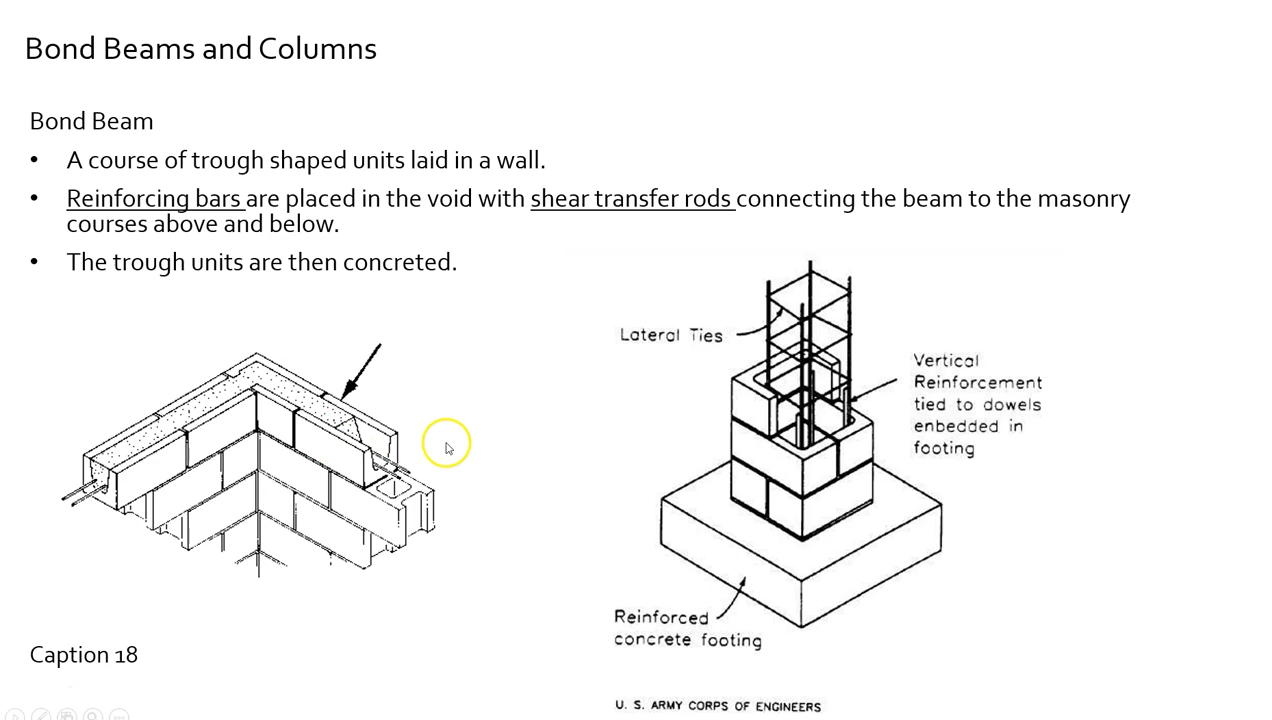 Bond Beams and Columns
Bond Beam
• A course of trough shaped units laid in a wall.
• Reinforcing bars are placed in the void with shear transfer rods connecting the beam to the masonry
courses above and below.
• The trough units are then concreted.
Lateral Ties
Vertical
Reinforcement
tied to dowels
enbedded in
footing
Reinforced
concrete footing
Caption 18
U. S. ARMY CORPS OF ENGINEERS